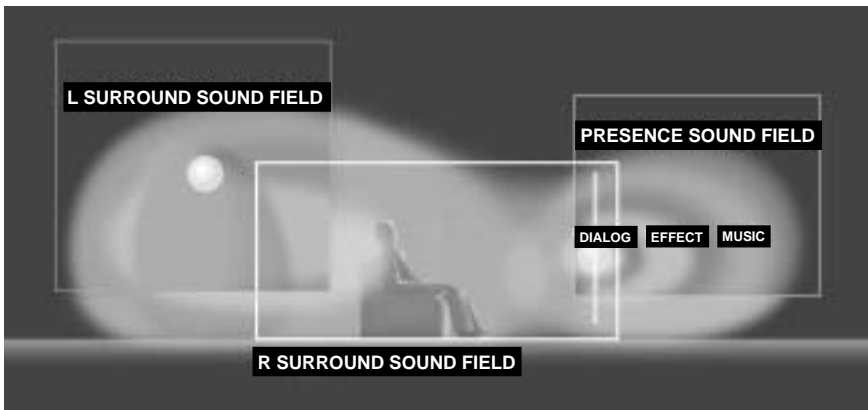 L SURROUND SOUND FIELD
PRESENCE SOUND FIELD
DIALOG EFFECT MUSIC
R SURROUND SOUND FIELD